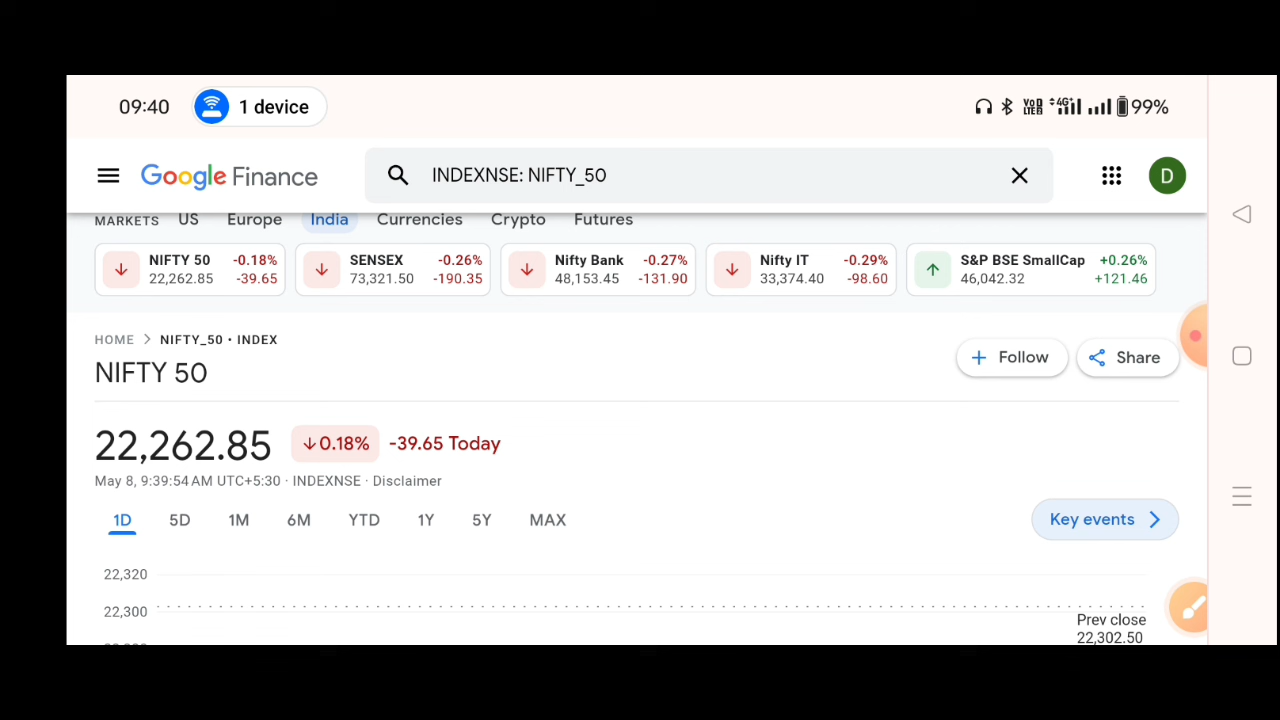 09:40 1 device 4G 99%
Google Finance INDEXNSE: NIFTY_50 D
MARKETS US Europe India Currencies Crypto Futures
NIFTY 50 -0.18% SENSEX -0.26% Nifty Bank -0.27% Nifty IT -0.29% S&P BSE SmallCap +0.26%
22,262.85 -39.65 73,321.50 -190.35 48,153.45 -131.90 33,374.40 -98.60 46,042.32 +121.46
HOME > NIFTY_50 • INDEX
NIFTY 50
Follow Share
22,262.85 ↓0.18% -39.65 Today
May 8, 9:39:54 AM UTC+5:30 · INDEXNSE · Disclaimer
1D 5D 1M 6M YTD 1Y 5Y MAX Key events
22,320
22,300
Prev close
22,302.50